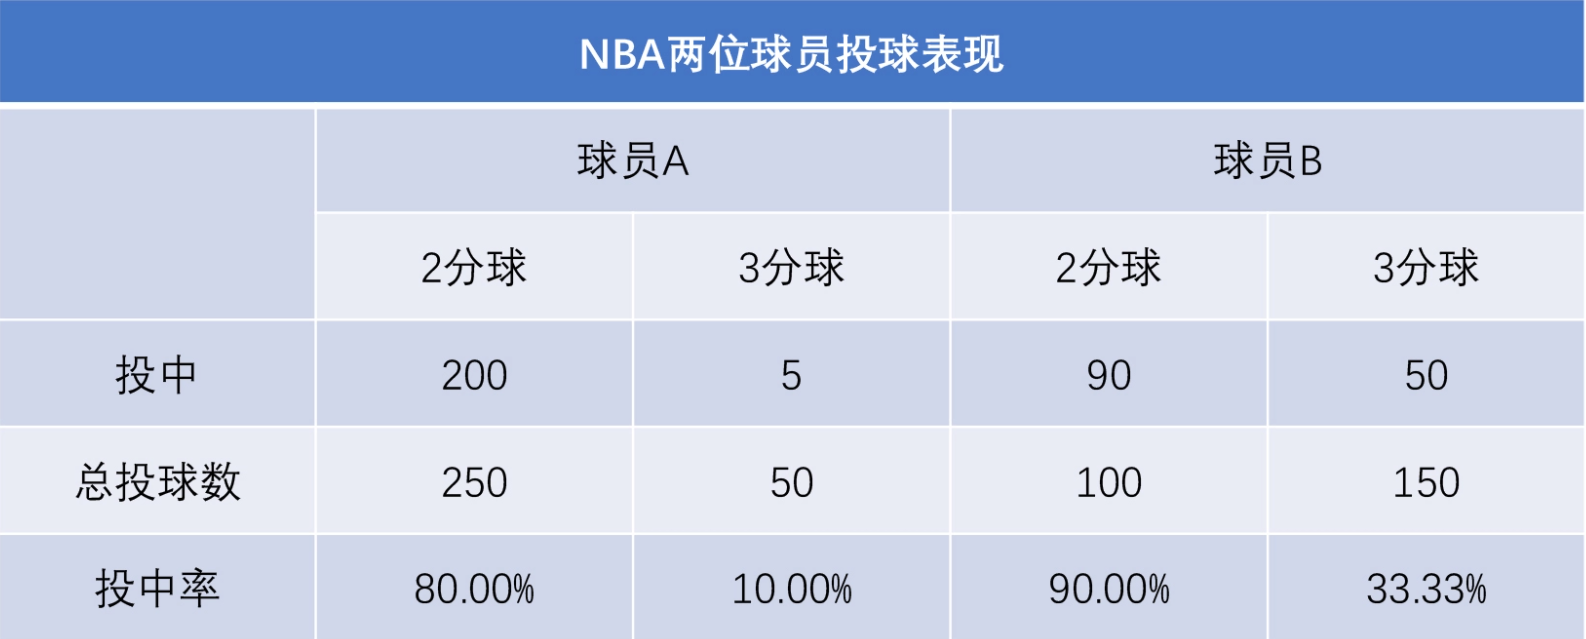 NBA两位球员投球表现
球员A 球员B
2分球 3分球 2分球 3分球
投中 200 5 90 50
总投球数 250 50 100 150
投中率 80.00% 10.00% 90.00% 33.33%